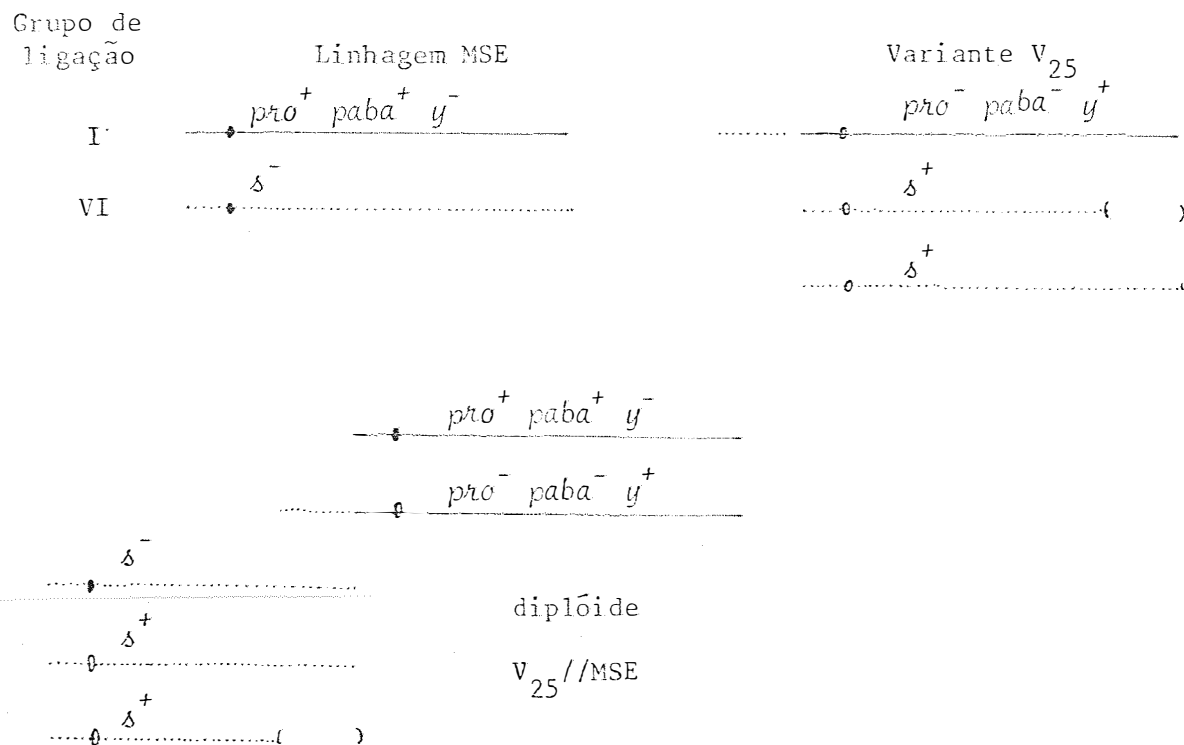 Grupo de
ligação
Linhagem MSE
Variante V25
I
pro+ paba+ y-
pro- paba- y+
VI
s-
s+
s+
pro+ paba+ y-
pro- paba- y+
s-
s+
s+
diplóide
V25//MSE